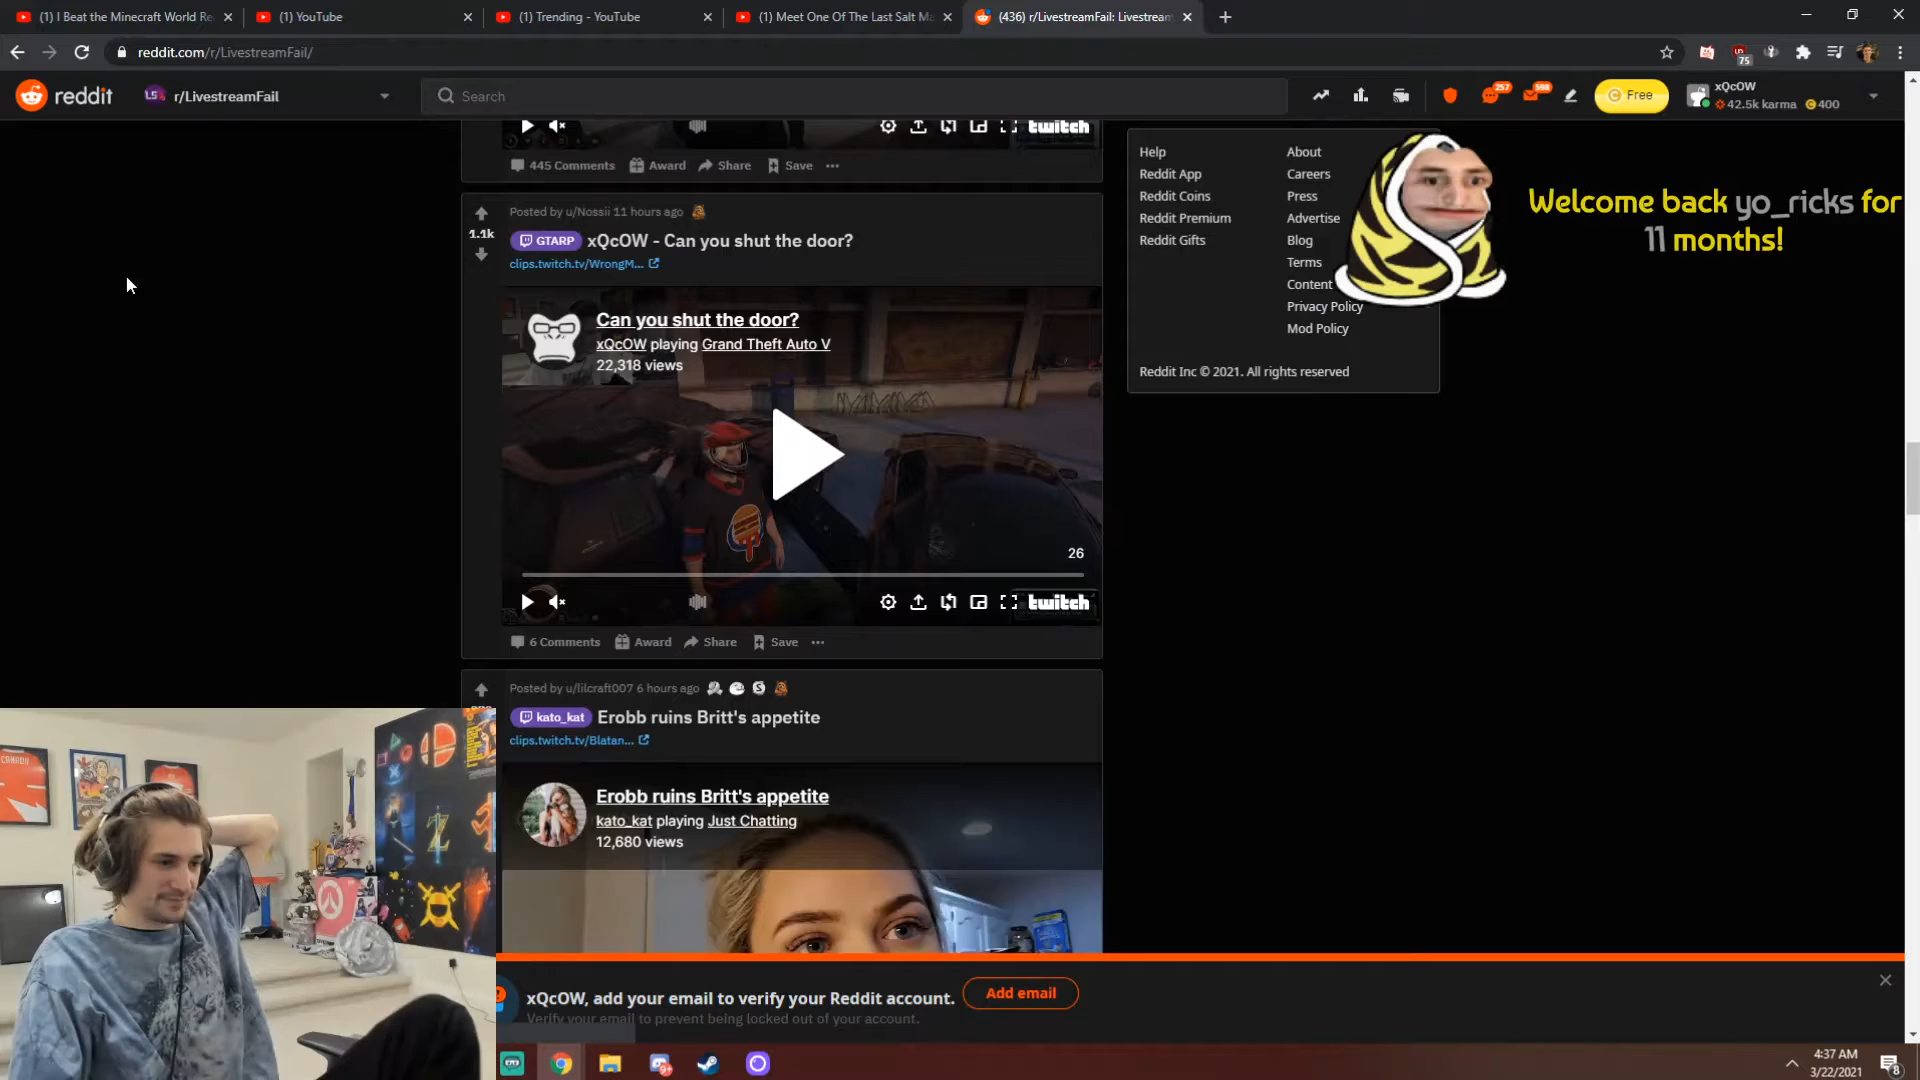 (1) I Beat the Minecraft World Re
(1) YouTube
(1) Trending - YouTube
(1) Meet One Of The Last Salt Ma
(436) r/LivestreamFail: Livestream
reddit.com/r/LivestreamFail/
75
reddit
r/LivestreamFail
Search
257
598
Free
xQcOW
42.5k karma
400
twitch
445 Comments
Award
Share
Save
Help
Reddit App
Reddit Coins
Reddit Premium
Reddit Gifts
About
Careers
Press
Advertise
Blog
Terms
Content
Privacy Policy
Mod Policy
Reddit Inc © 2021. All rights reserved
Welcome back yo_ricks for
11 months!
Posted by u/Nossii 11 hours ago
1.1k
GTARP
xQcOW - Can you shut the door?
clips.twitch.tv/WrongM...
Can you shut the door?
xQcOW playing Grand Theft Auto V
22,318 views
26
twitch
6 Comments
Award
Share
Save
Posted by u/lilcraft007 6 hours ago
kato_kat
Erobb ruins Britt's appetite
clips.twitch.tv/Blatan...
Erobb ruins Britt's appetite
kato_kat playing Just Chatting
12,680 views
CANADA
xQcOW, add your email to verify your Reddit account.
Add email
Verify your email to prevent being locked out of your account.
9+
4:37 AM
3/22/2021
8